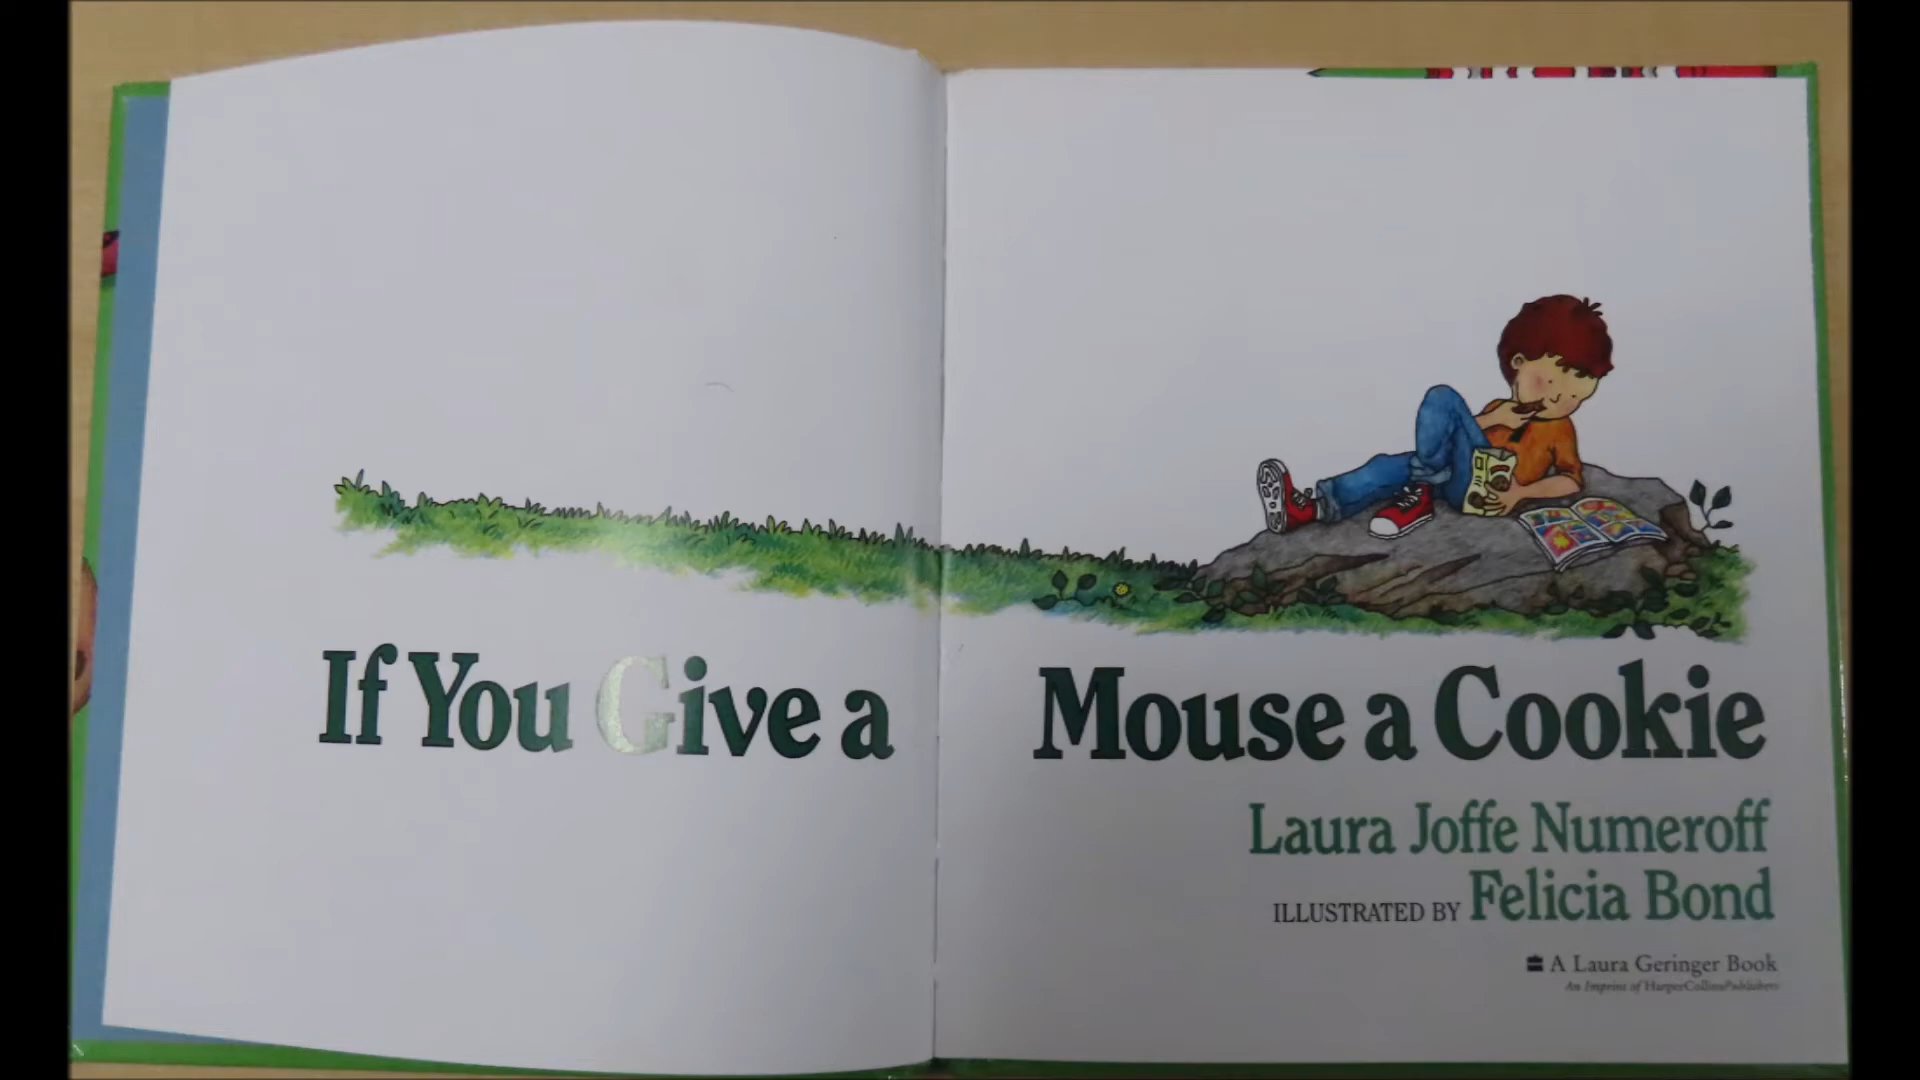 If You Give a Mouse a Cookie
Laura Joffe Numeroff
ILLUSTRATED BY Felicia Bond
A Laura Geringer Book
An Imprint of HarperCollinsPublishers